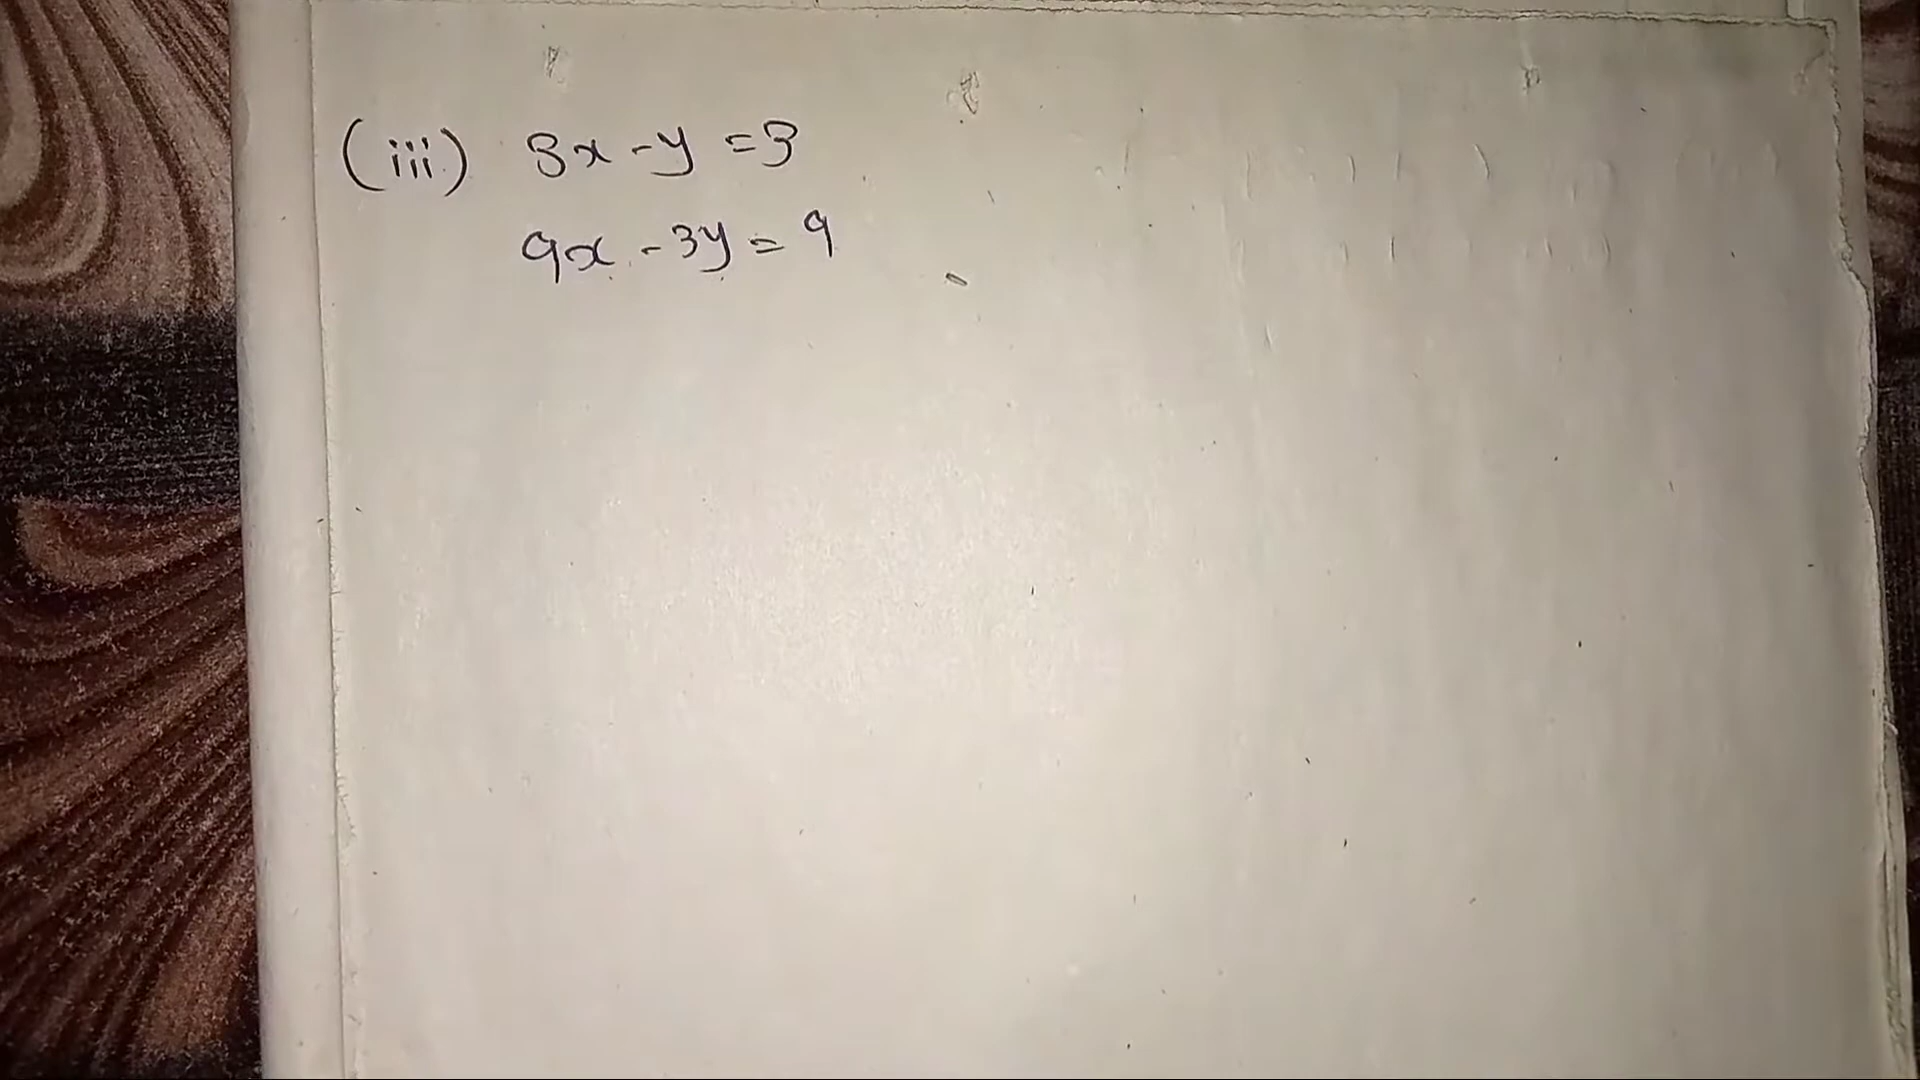 (iii) 3x - y = 3
9x - 3y = 9